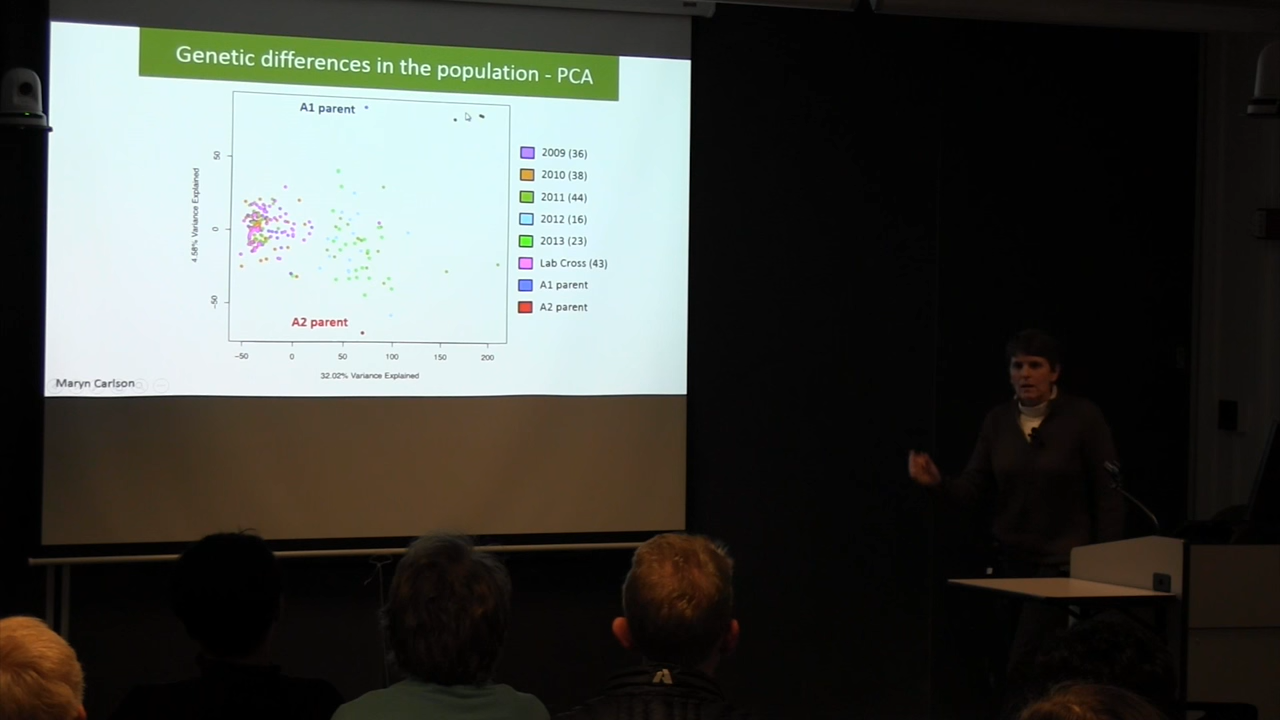 Genetic differences in the population - PCA
A1 parent
50
0
−50
4.58% Variance Explained
A2 parent
−50
0
50
100
150
200
32.02% Variance Explained
2009 (36)
2010 (38)
2011 (44)
2012 (16)
2013 (23)
Lab Cross (43)
A1 parent
A2 parent
Maryn Carlson